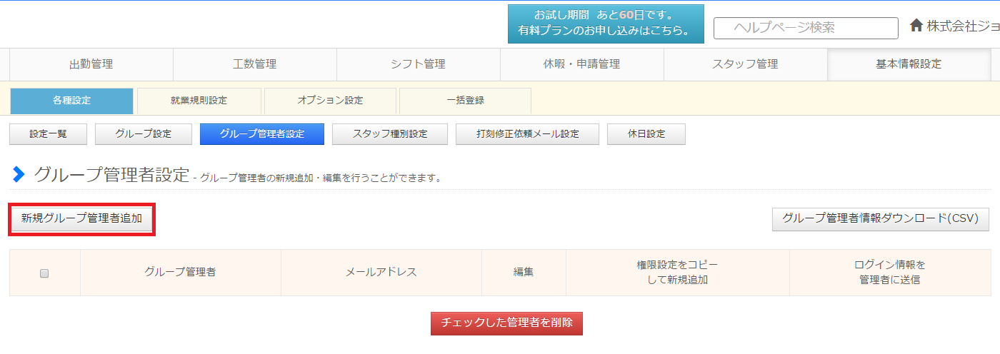 お試し期間 あと60日です。
有料プランのお申し込みはこちら。
ヘルプページ検索
株式会社ジョ
出勤管理
工数管理
シフト管理
休暇・申請管理
スタッフ管理
基本情報設定
各種設定
就業規則設定
オプション設定
一括登録
設定一覧
グループ設定
グループ管理者設定
スタッフ種別設定
打刻修正依頼メール設定
休日設定
グループ管理者設定 - グループ管理者の新規追加・編集を行うことができます。
新規グループ管理者追加
グループ管理者情報ダウンロード(CSV)
グループ管理者
メールアドレス
編集
権限設定をコピー
して新規追加
ログイン情報を
管理者に送信
チェックした管理者を削除